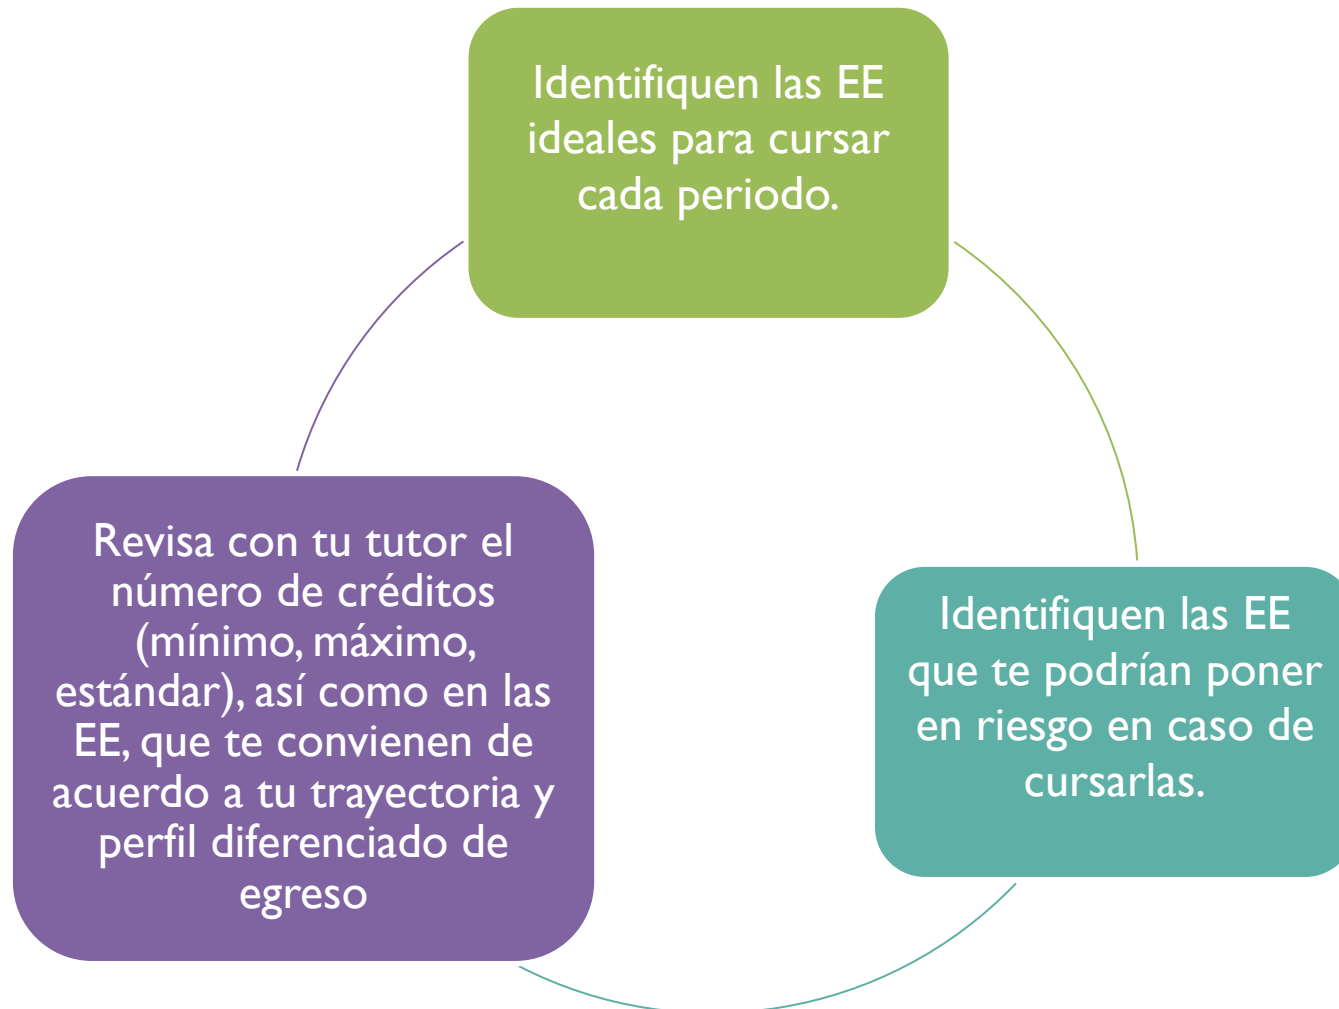 Identifiquen las EE
ideales para cursar
cada periodo.
Identifiquen las EE
que te podrían poner
en riesgo en caso de
cursarlas.
Revisa con tu tutor el
número de créditos
(mínimo, máximo,
estándar), así como en las
EE, que te convienen de
acuerdo a tu trayectoria y
perfil diferenciado de
egreso